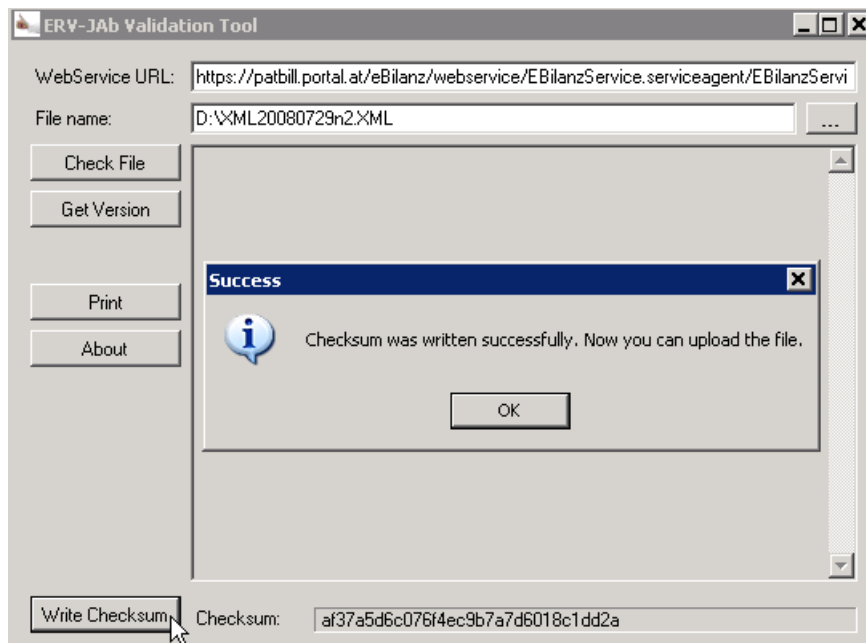 ERV-JAb Validation Tool
WebService URL: https://patbill.portal.at/eBilanz/webservice/EBilanzService.serviceagent/EBilanzServi
File name: D:\XML20080729n2.XML ...
Check File
Get Version
Print
About
Success
Checksum was written successfully. Now you can upload the file.
OK
Write Checksum Checksum: af37a5d6c076f4ec9b7a7d6018c1dd2a